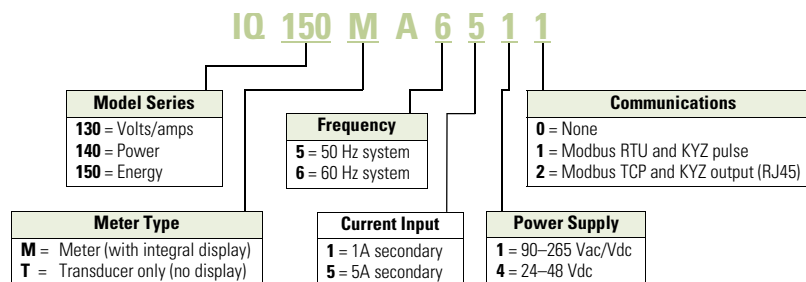 IQ 150 M A 6 5 1 1
Model Series
130 = Volts/amps
140 = Power
150 = Energy
Frequency
5 = 50 Hz system
6 = 60 Hz system
Communications
0 = None
1 = Modbus RTU and KYZ pulse
2 = Modbus TCP and KYZ output (RJ45)
Meter Type
M = Meter (with integral display)
T = Transducer only (no display)
Current Input
1 = 1A secondary
5 = 5A secondary
Power Supply
1 = 90–265 Vac/Vdc
4 = 24–48 Vdc